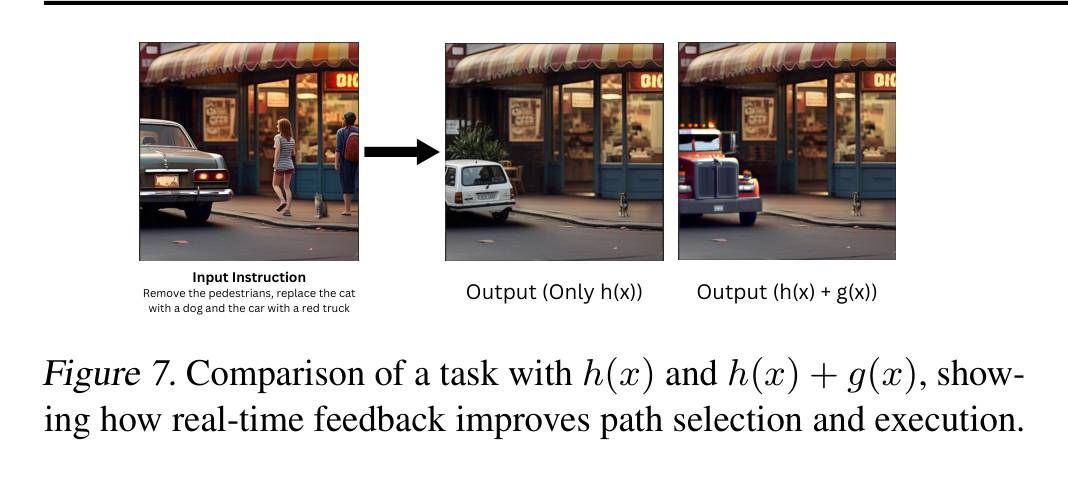 BIG
BIG
BIG
Input Instruction
Remove the pedestrians, replace the cat
with a dog and the car with a red truck
Output (Only h(x))
Output (h(x) + g(x))
Figure 7. Comparison of a task with h(x) and h(x) + g(x), show-
ing how real-time feedback improves path selection and execution.